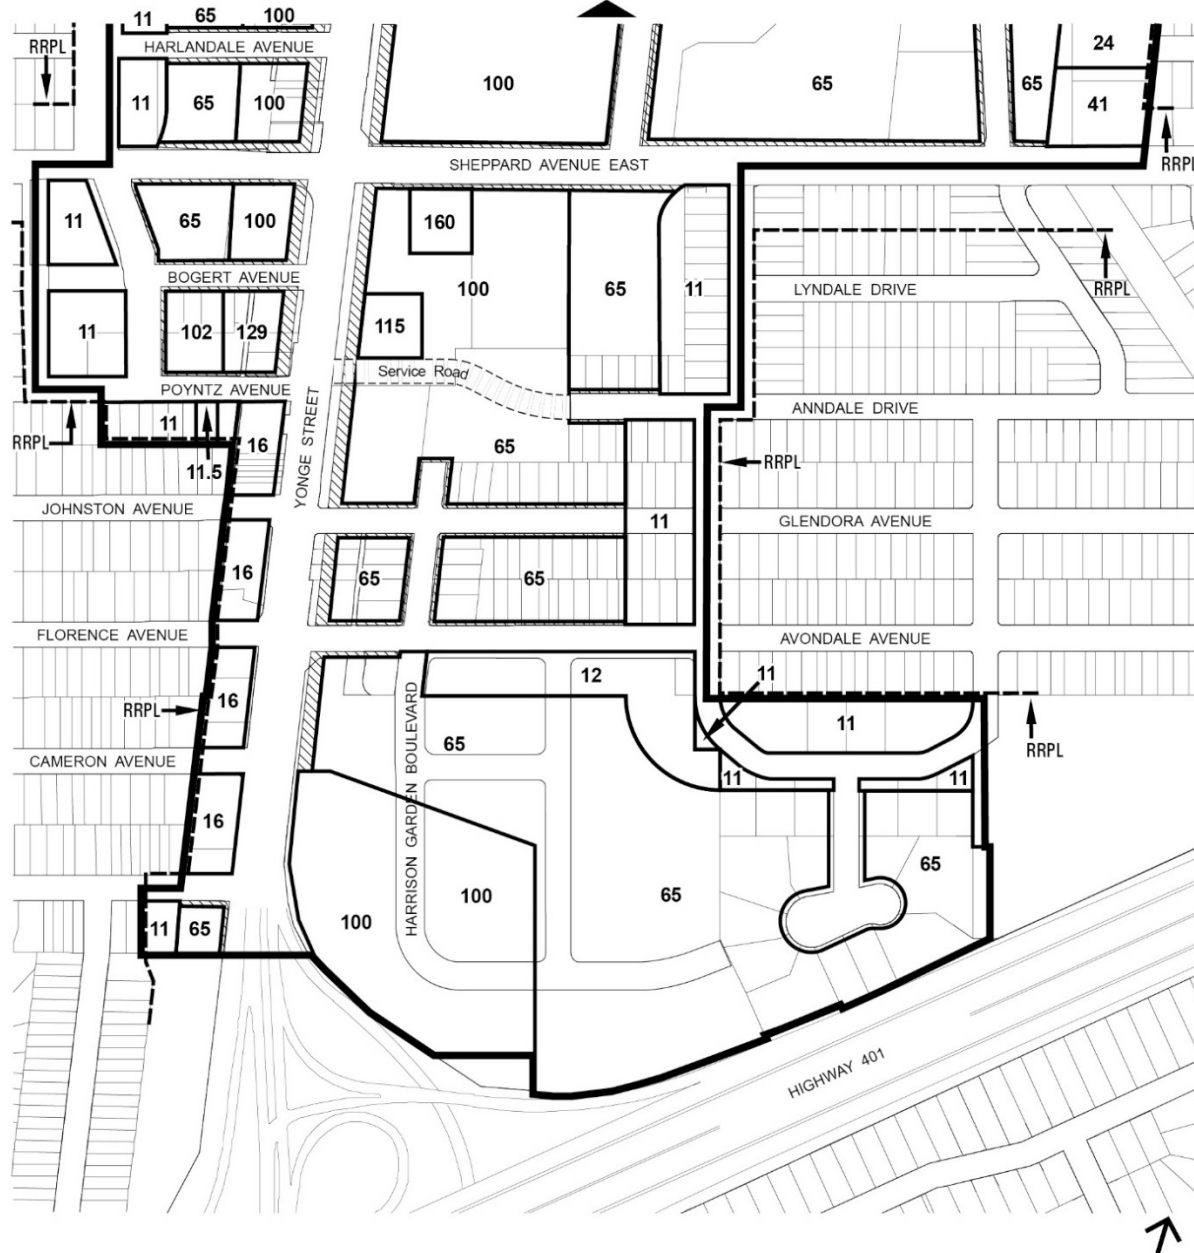 11 65 100
HARLANDALE AVENUE
RRPL
11 65 100
100
65
65
24
41
RRPL
SHEPPARD AVENUE EAST
11
65 100
BOGERT AVENUE
11
102 129
160
100
115
65
11
LYNDALE DRIVE
RRPL
POYNTZ AVENUE
Service Road
ANNDALE DRIVE
RRPL
11
11.5
16
YONGE STREET
65
RRPL
JOHNSTON AVENUE
11
GLENDORA AVENUE
16
65
65
FLORENCE AVENUE
AVONDALE AVENUE
12
11
RRPL
16
HARRISON GARDEN BOULEVARD
65
11
RRPL
CAMERON AVENUE
11
11
16
65
65
100
100
11 65
HIGHWAY 401